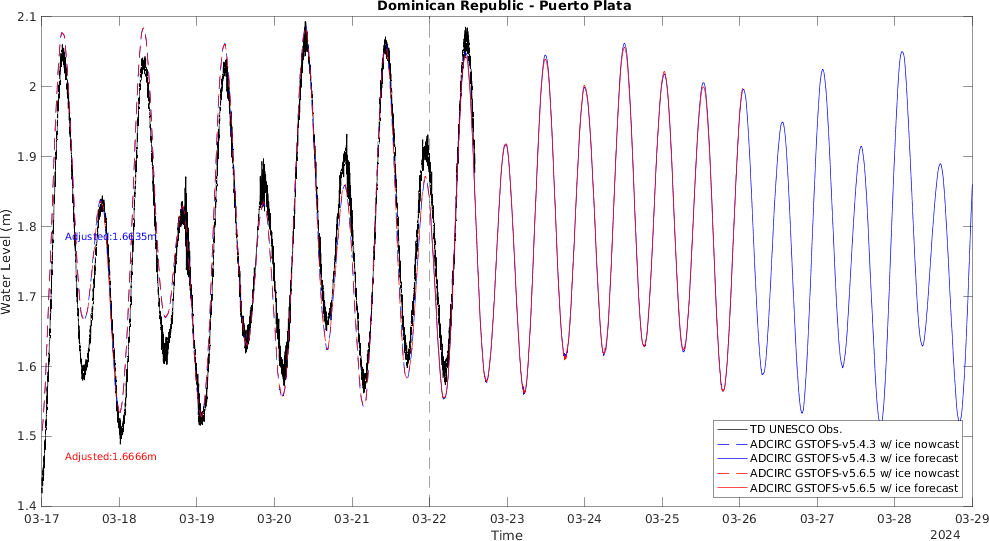 Dominican Republic - Puerto Plata
Water Level (m)
2.1
2
1.9
1.8
1.7
1.6
1.5
1.4
Adjusted:1.6635m
Adjusted:1.6666m
TD UNESCO Obs.
ADCIRC GSTOFS-v5.4.3 w/ ice nowcast
ADCIRC GSTOFS-v5.4.3 w/ ice forecast
ADCIRC GSTOFS-v5.6.5 w/ ice nowcast
ADCIRC GSTOFS-v5.6.5 w/ ice forecast
03-17 03-18 03-19 03-20 03-21 03-22 03-23 03-24 03-25 03-26 03-27 03-28 03-29
Time
2024